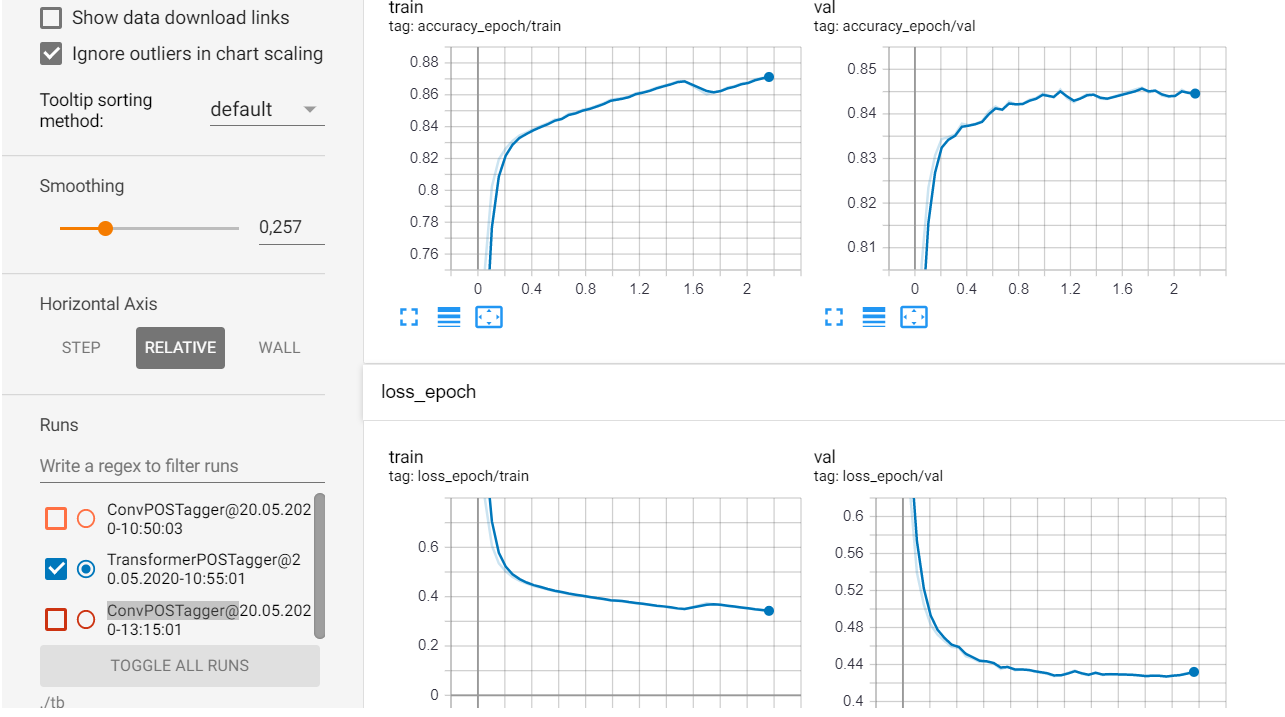 Show data download links
Ignore outliers in chart scaling
Tooltip sorting
method:
default
Smoothing
0,257
Horizontal Axis
STEP
RELATIVE
WALL
Runs
Write a regex to filter runs
ConvPOSTagger@20.05.202
0-10:50:03
TransformerPOSTagger@2
0.05.2020-10:55:01
ConvPOSTagger@20.05.202
0-13:15:01
TOGGLE ALL RUNS
./tb
train
tag: accuracy_epoch/train
0.88
0.86
0.84
0.82
0.8
0.78
0.76
0 0.4 0.8 1.2 1.6 2
val
tag: accuracy_epoch/val
0.85
0.84
0.83
0.82
0.81
0 0.4 0.8 1.2 1.6 2
loss_epoch
train
tag: loss_epoch/train
0.6
0.4
0.2
0
val
tag: loss_epoch/val
0.6
0.56
0.52
0.48
0.44
0.4